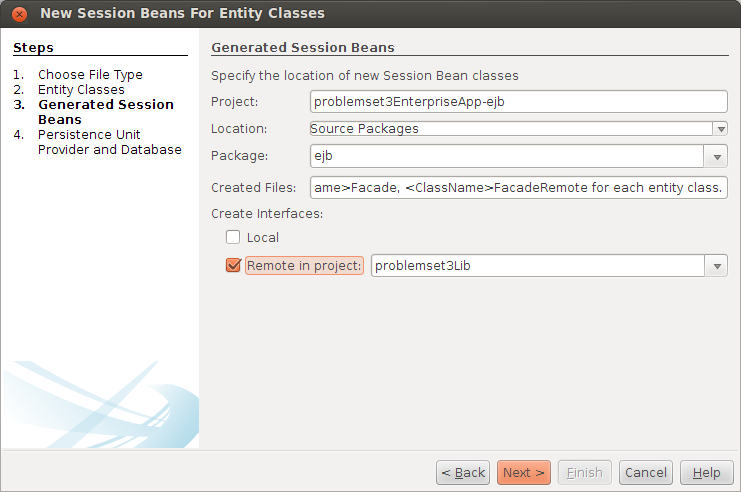 New Session Beans For Entity Classes
Steps
1. Choose File Type
2. Entity Classes
3. Generated Session
Beans
4. Persistence Unit
Provider and Database
Generated Session Beans
Specify the location of new Session Bean classes
Project: problemset3EnterpriseApp-ejb
Location: Source Packages
Package: ejb
Created Files: ame>Facade, <ClassName>FacadeRemote for each entity class.
Create Interfaces:
Local
Remote in project: problemset3Lib
< Back Next > Finish Cancel Help